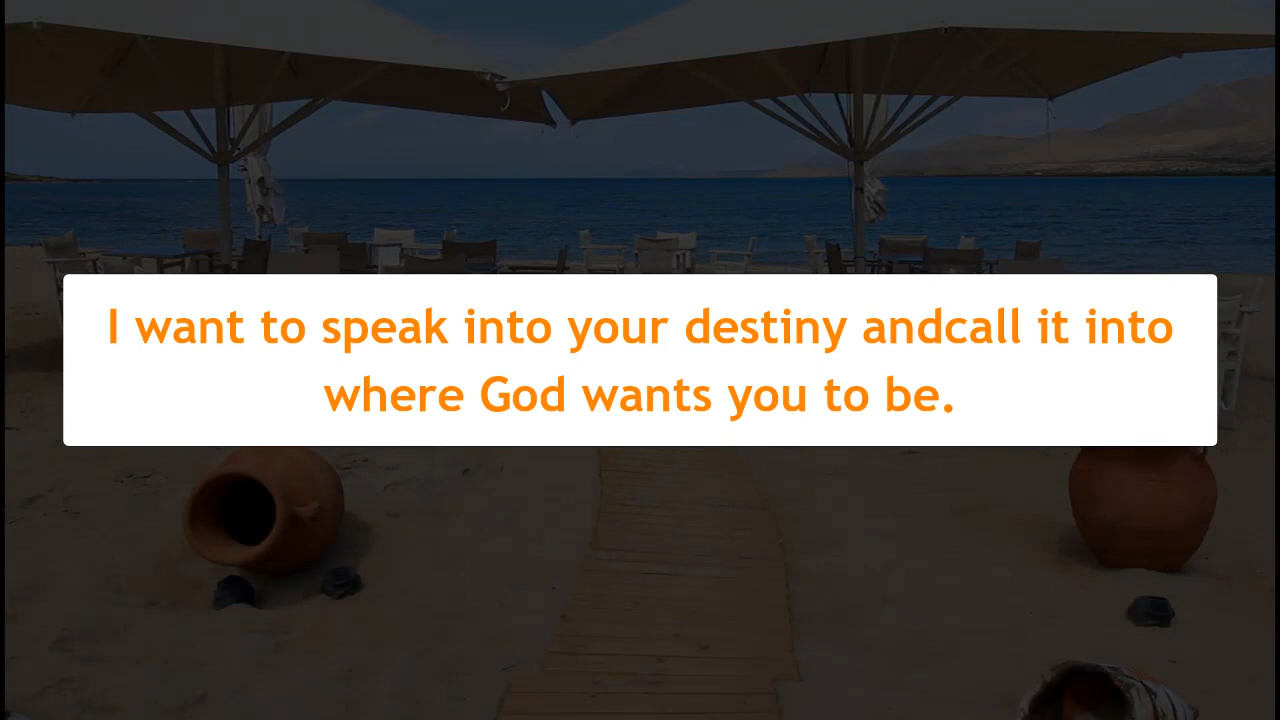 I want to speak into your destiny andcall it into
where God wants you to be.